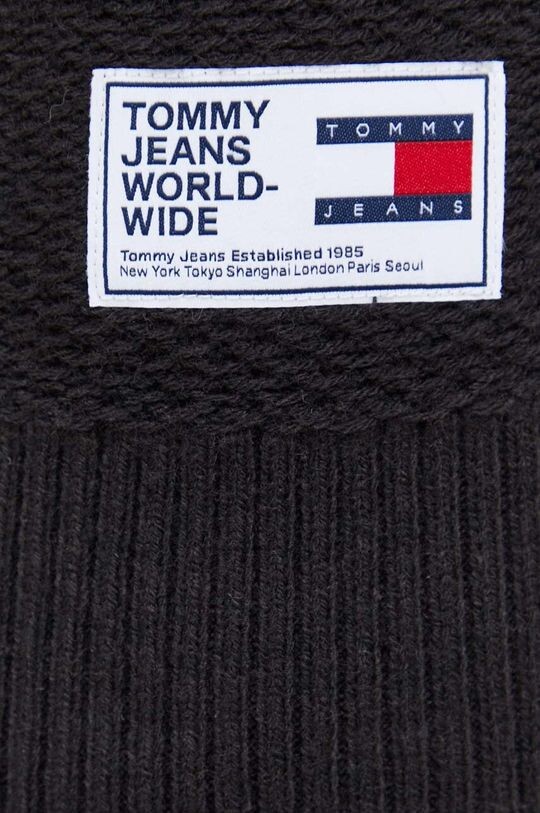 TOMMY
JEANS
WORLD-
WIDE
Tommy Jeans Established 1985
New York Tokyo Shanghai London Paris Seoul
TOMMY
JEANS